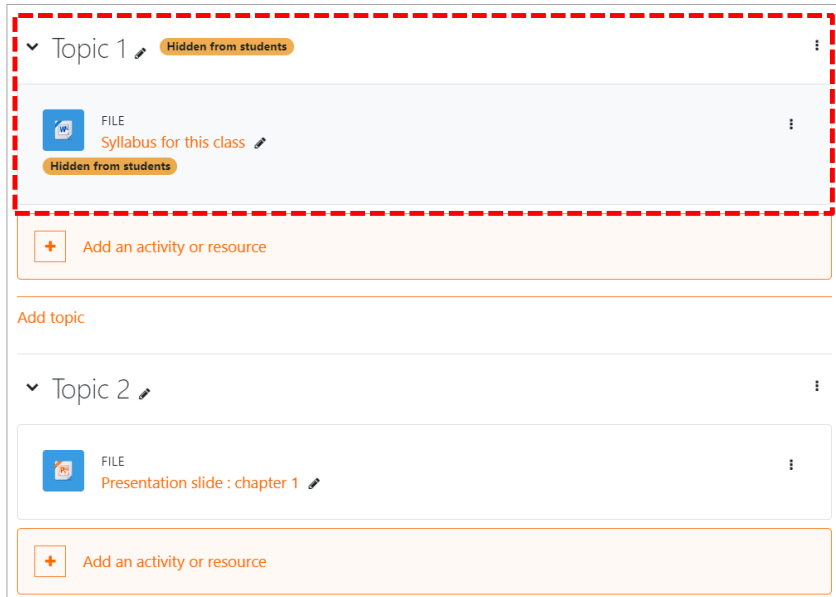 Topic 1 Hidden from students
FILE
Syllabus for this class
Hidden from students
+ Add an activity or resource
Add topic
Topic 2
FILE
Presentation slide : chapter 1
+ Add an activity or resource